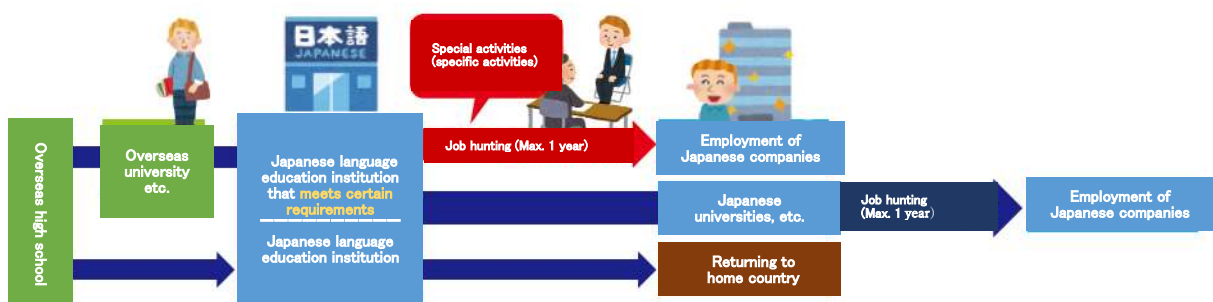 日本語
JAPANESE
Special activities
(specific activities)
Overseas high school
Overseas
university
etc.
Japanese language
education institution
that meets certain
requirements
Japanese language
education institution
Job hunting (Max. 1 year)
Employment of
Japanese companies
Japanese
universities, etc.
Job hunting
(Max. 1 year)
Employment of
Japanese companies
Returning to
home country